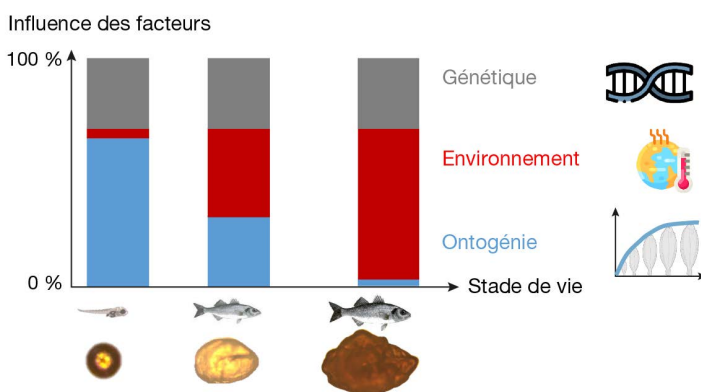 Influence des facteurs
100 %
Génétique
Environnement
Ontogénie
0 %
Stade de vie